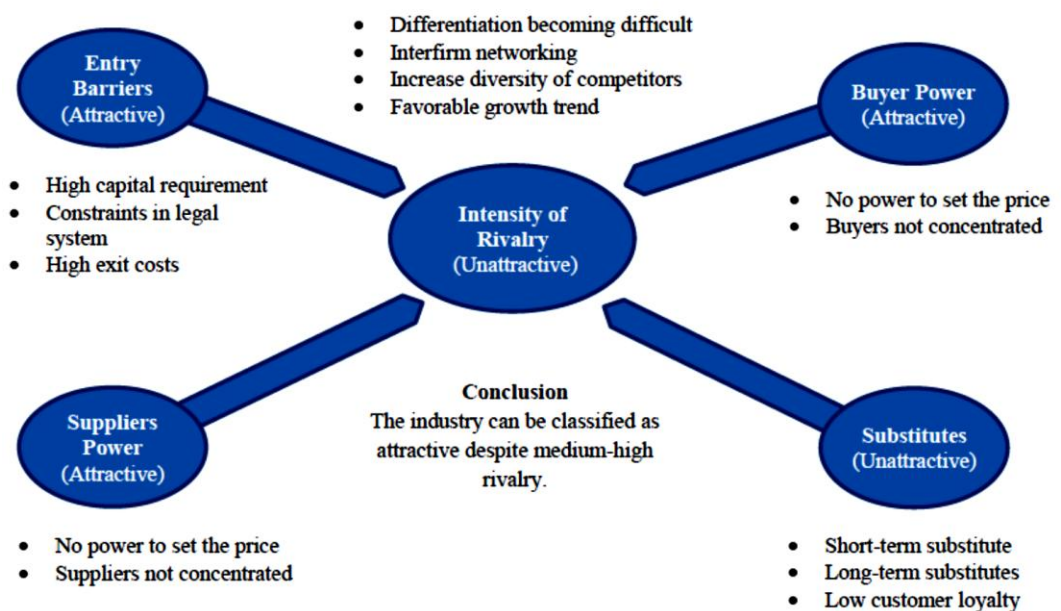 • Differentiation becoming difficult
• Interfirm networking
• Increase diversity of competitors
• Favorable growth trend
Entry
Barriers
(Attractive)
Buyer Power
(Attractive)
• High capital requirement
• Constraints in legal
system
• High exit costs
Intensity of
Rivalry
(Unattractive)
• No power to set the price
• Buyers not concentrated
Conclusion
The industry can be classified as
attractive despite medium-high
rivalry.
Suppliers
Power
(Attractive)
Substitutes
(Unattractive)
• No power to set the price
• Suppliers not concentrated
• Short-term substitute
• Long-term substitutes
• Low customer loyalty